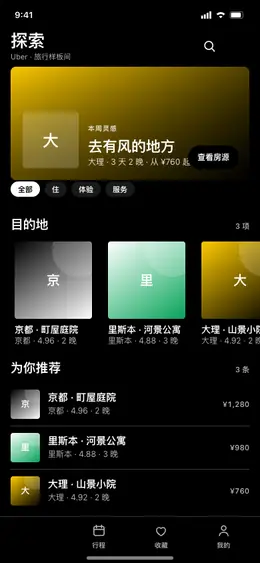 9:41
探索
Uber · 旅行样板间
本周灵感
大
去有风的地方
大理 · 3 天 2 晚 · 从 ¥760 起
查看房源
全部
住
体验
服务
目的地
3 项
京
里
大
京都 · 町屋庭院
里斯本 · 河景公寓
大理 · 山景小院
京都 · 4.96 · 2 晚
里斯本 · 4.88 · 3 晚
大理 · 4.92 · 2 晚
为你推荐
3 条
京
京都 · 町屋庭院
京都 · 4.96 · 2 晚
¥1,280
里
里斯本 · 河景公寓
里斯本 · 4.88 · 3 晚
¥980
大
大理 · 山景小院
大理 · 4.92 · 2 晚
¥760
行程
收藏
我的